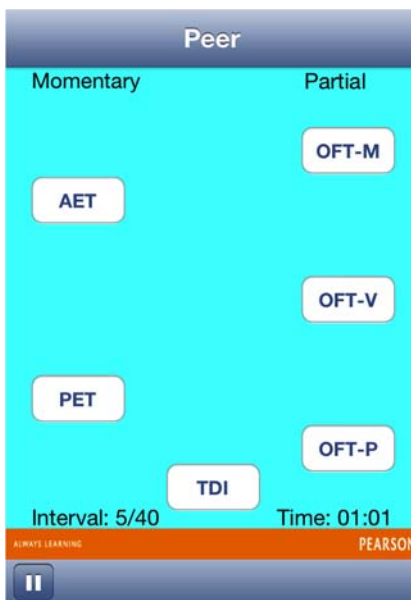 Peer
Momentary Partial
OFT-M
AET
OFT-V
PET
OFT-P
TDI
Interval: 5/40 Time: 01:01
ALWAYS LEARNING PEARSON